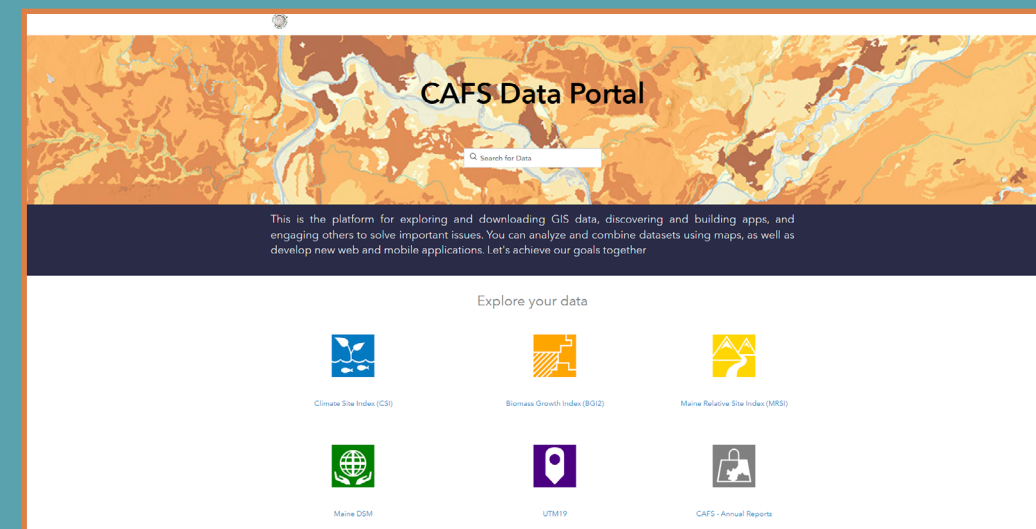 CAFS Data Portal
Search for Data
This is the platform for exploring and downloading GIS data, discovering and building apps, and
engaging others to solve important issues. You can analyze and combine datasets using maps, as well as
develop new web and mobile applications. Let's achieve our goals together
Explore your data
Climate Site Index (CSI)
Biomass Growth Index (BGI2)
Maine Relative Site Index (MRSI)
Maine DSM
UTM19
CAFS - Annual Reports